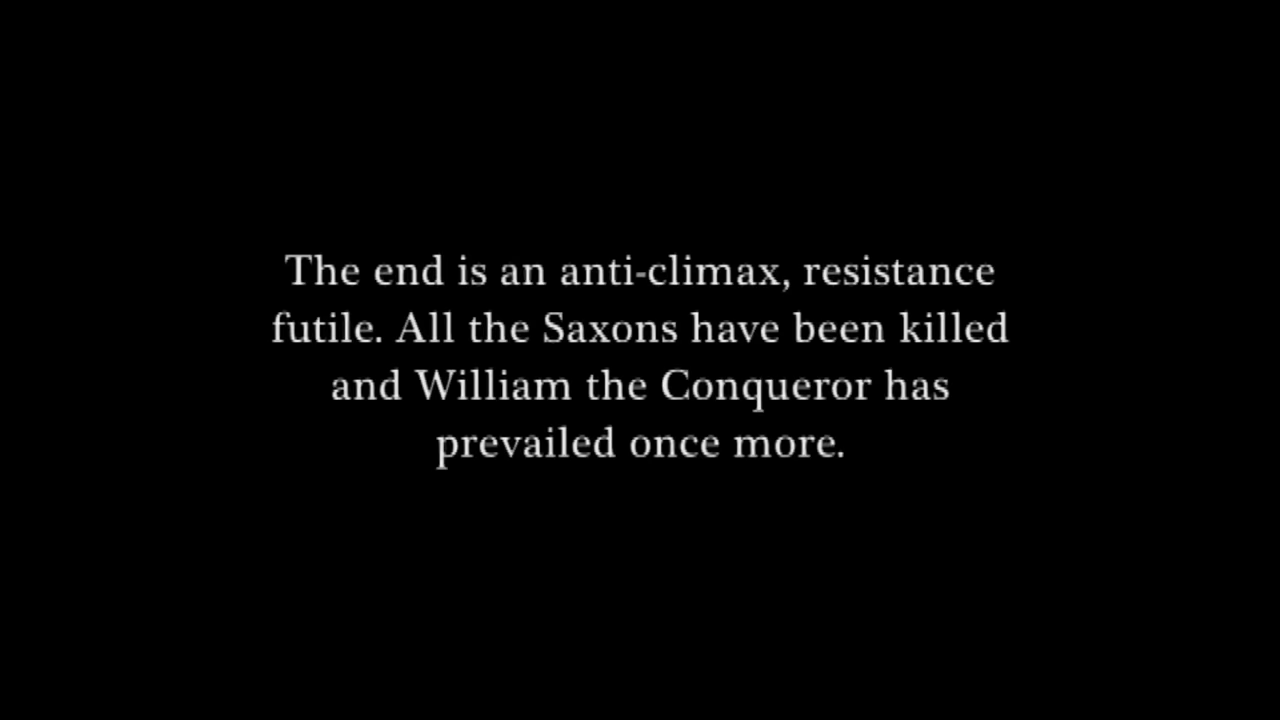 The end is an anti-climax, resistance
futile. All the Saxons have been killed
and William the Conqueror has
prevailed once more.